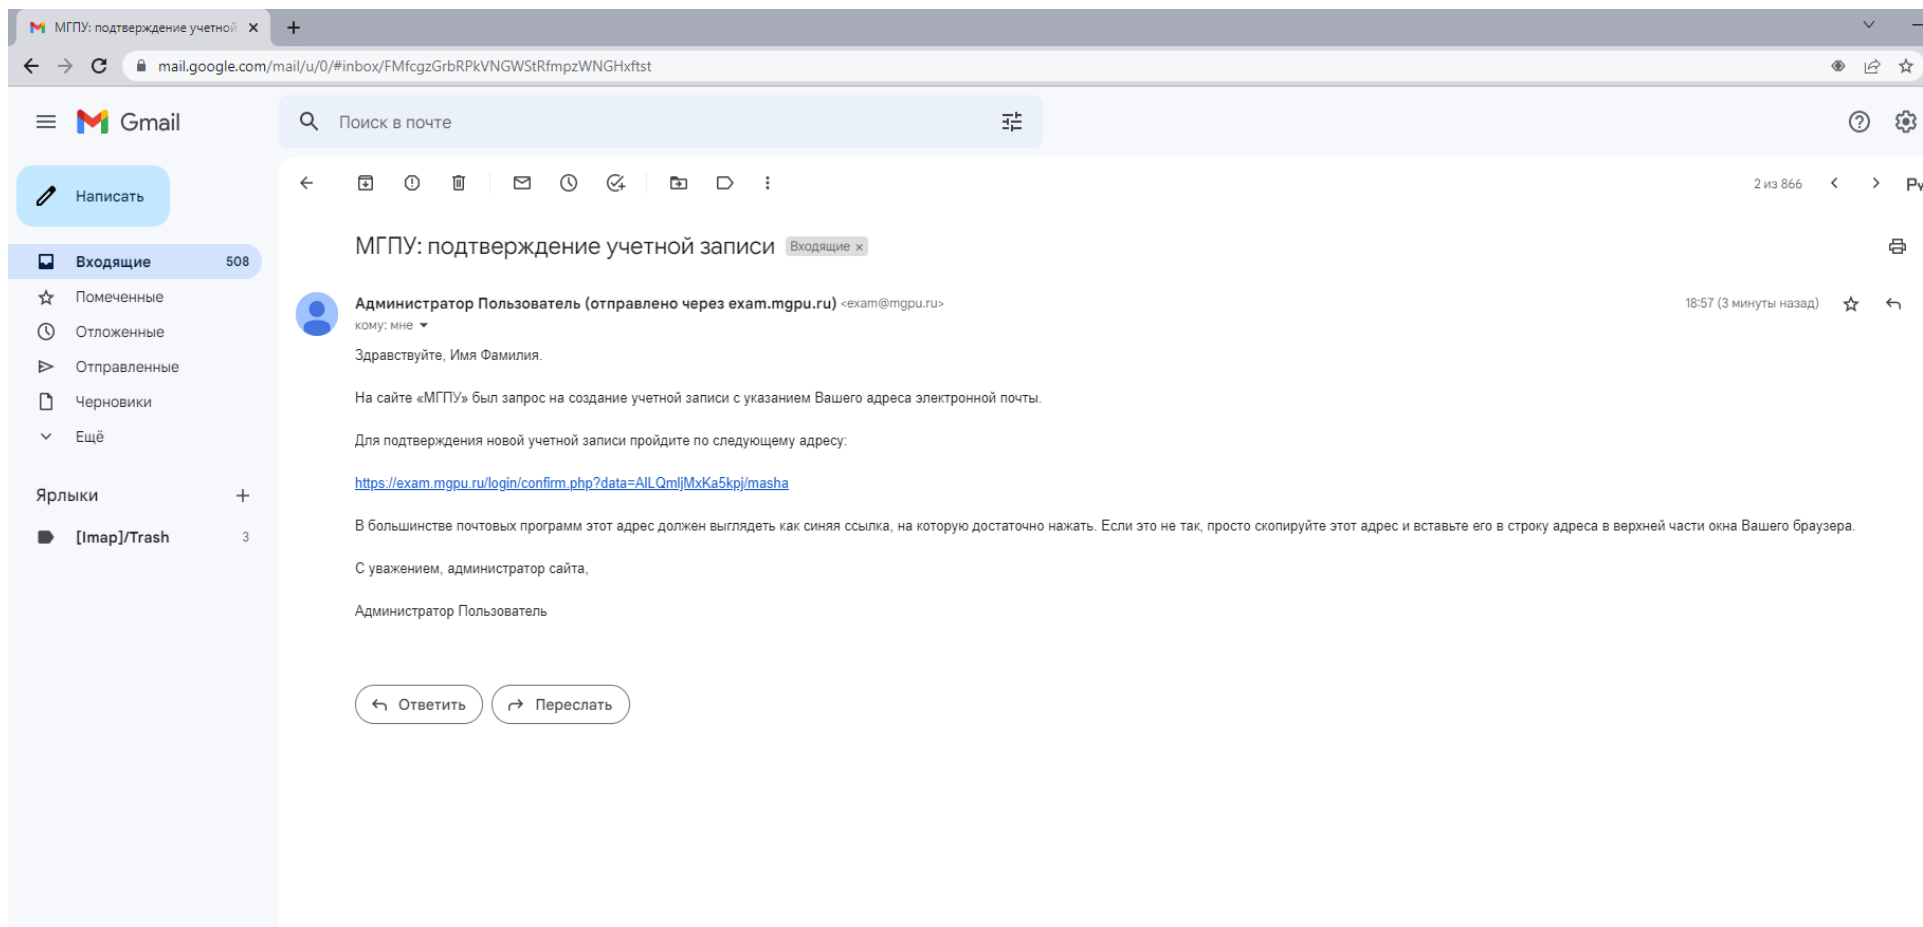 МГПУ: подтверждение учетной
mail.google.com/mail/u/0/#inbox/FMfcgzGrbRPkVNGWStRfmpzWNGHxftst
Gmail
Поиск в почте
Написать
2 из 866
МГПУ: подтверждение учетной записи Входящие ×
Входящие 508
Помеченные
Отложенные
Отправленные
Черновики
Ещё
Ярлыки
[Imap]/Trash 3
Администратор Пользователь (отправлено через exam.mgpu.ru) <exam@mgpu.ru>
18:57 (3 минуты назад)
кому: мне
Здравствуйте, Имя Фамилия.
На сайте «МГПУ» был запрос на создание учетной записи с указанием Вашего адреса электронной почты.
Для подтверждения новой учетной записи пройдите по следующему адресу:
https://exam.mgpu.ru/login/confirm.php?data=AILQmljMxKa5kpj/masha
В большинстве почтовых программ этот адрес должен выглядеть как синяя ссылка, на которую достаточно нажать. Если это не так, просто скопируйте этот адрес и вставьте его в строку адреса в верхней части окна Вашего браузера.
С уважением, администратор сайта,
Администратор Пользователь
Ответить
Переслать